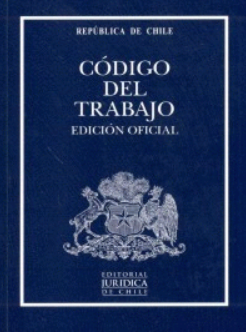 REPÚBLICA DE CHILE
CÓDIGO
DEL
TRABAJO
EDICIÓN OFICIAL
EDITORIAL
JURIDICA
DE CHILE